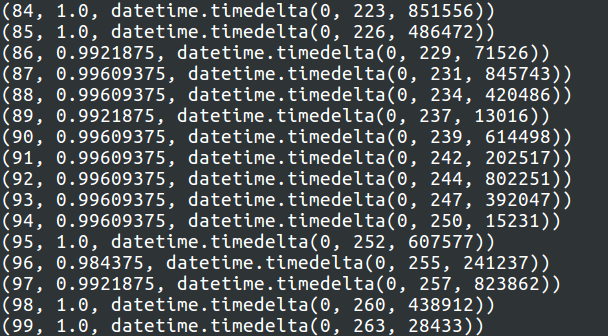 (84, 1.0, datetime.timedelta(0, 223, 851556))
(85, 1.0, datetime.timedelta(0, 226, 486472))
(86, 0.9921875, datetime.timedelta(0, 229, 71526))
(87, 0.99609375, datetime.timedelta(0, 231, 845743))
(88, 0.99609375, datetime.timedelta(0, 234, 420486))
(89, 0.9921875, datetime.timedelta(0, 237, 13016))
(90, 0.99609375, datetime.timedelta(0, 239, 614498))
(91, 0.99609375, datetime.timedelta(0, 242, 202517))
(92, 0.99609375, datetime.timedelta(0, 244, 802251))
(93, 0.99609375, datetime.timedelta(0, 247, 392047))
(94, 0.99609375, datetime.timedelta(0, 250, 15231))
(95, 1.0, datetime.timedelta(0, 252, 607577))
(96, 0.984375, datetime.timedelta(0, 255, 241237))
(97, 0.9921875, datetime.timedelta(0, 257, 823862))
(98, 1.0, datetime.timedelta(0, 260, 438912))
(99, 1.0, datetime.timedelta(0, 263, 28433))